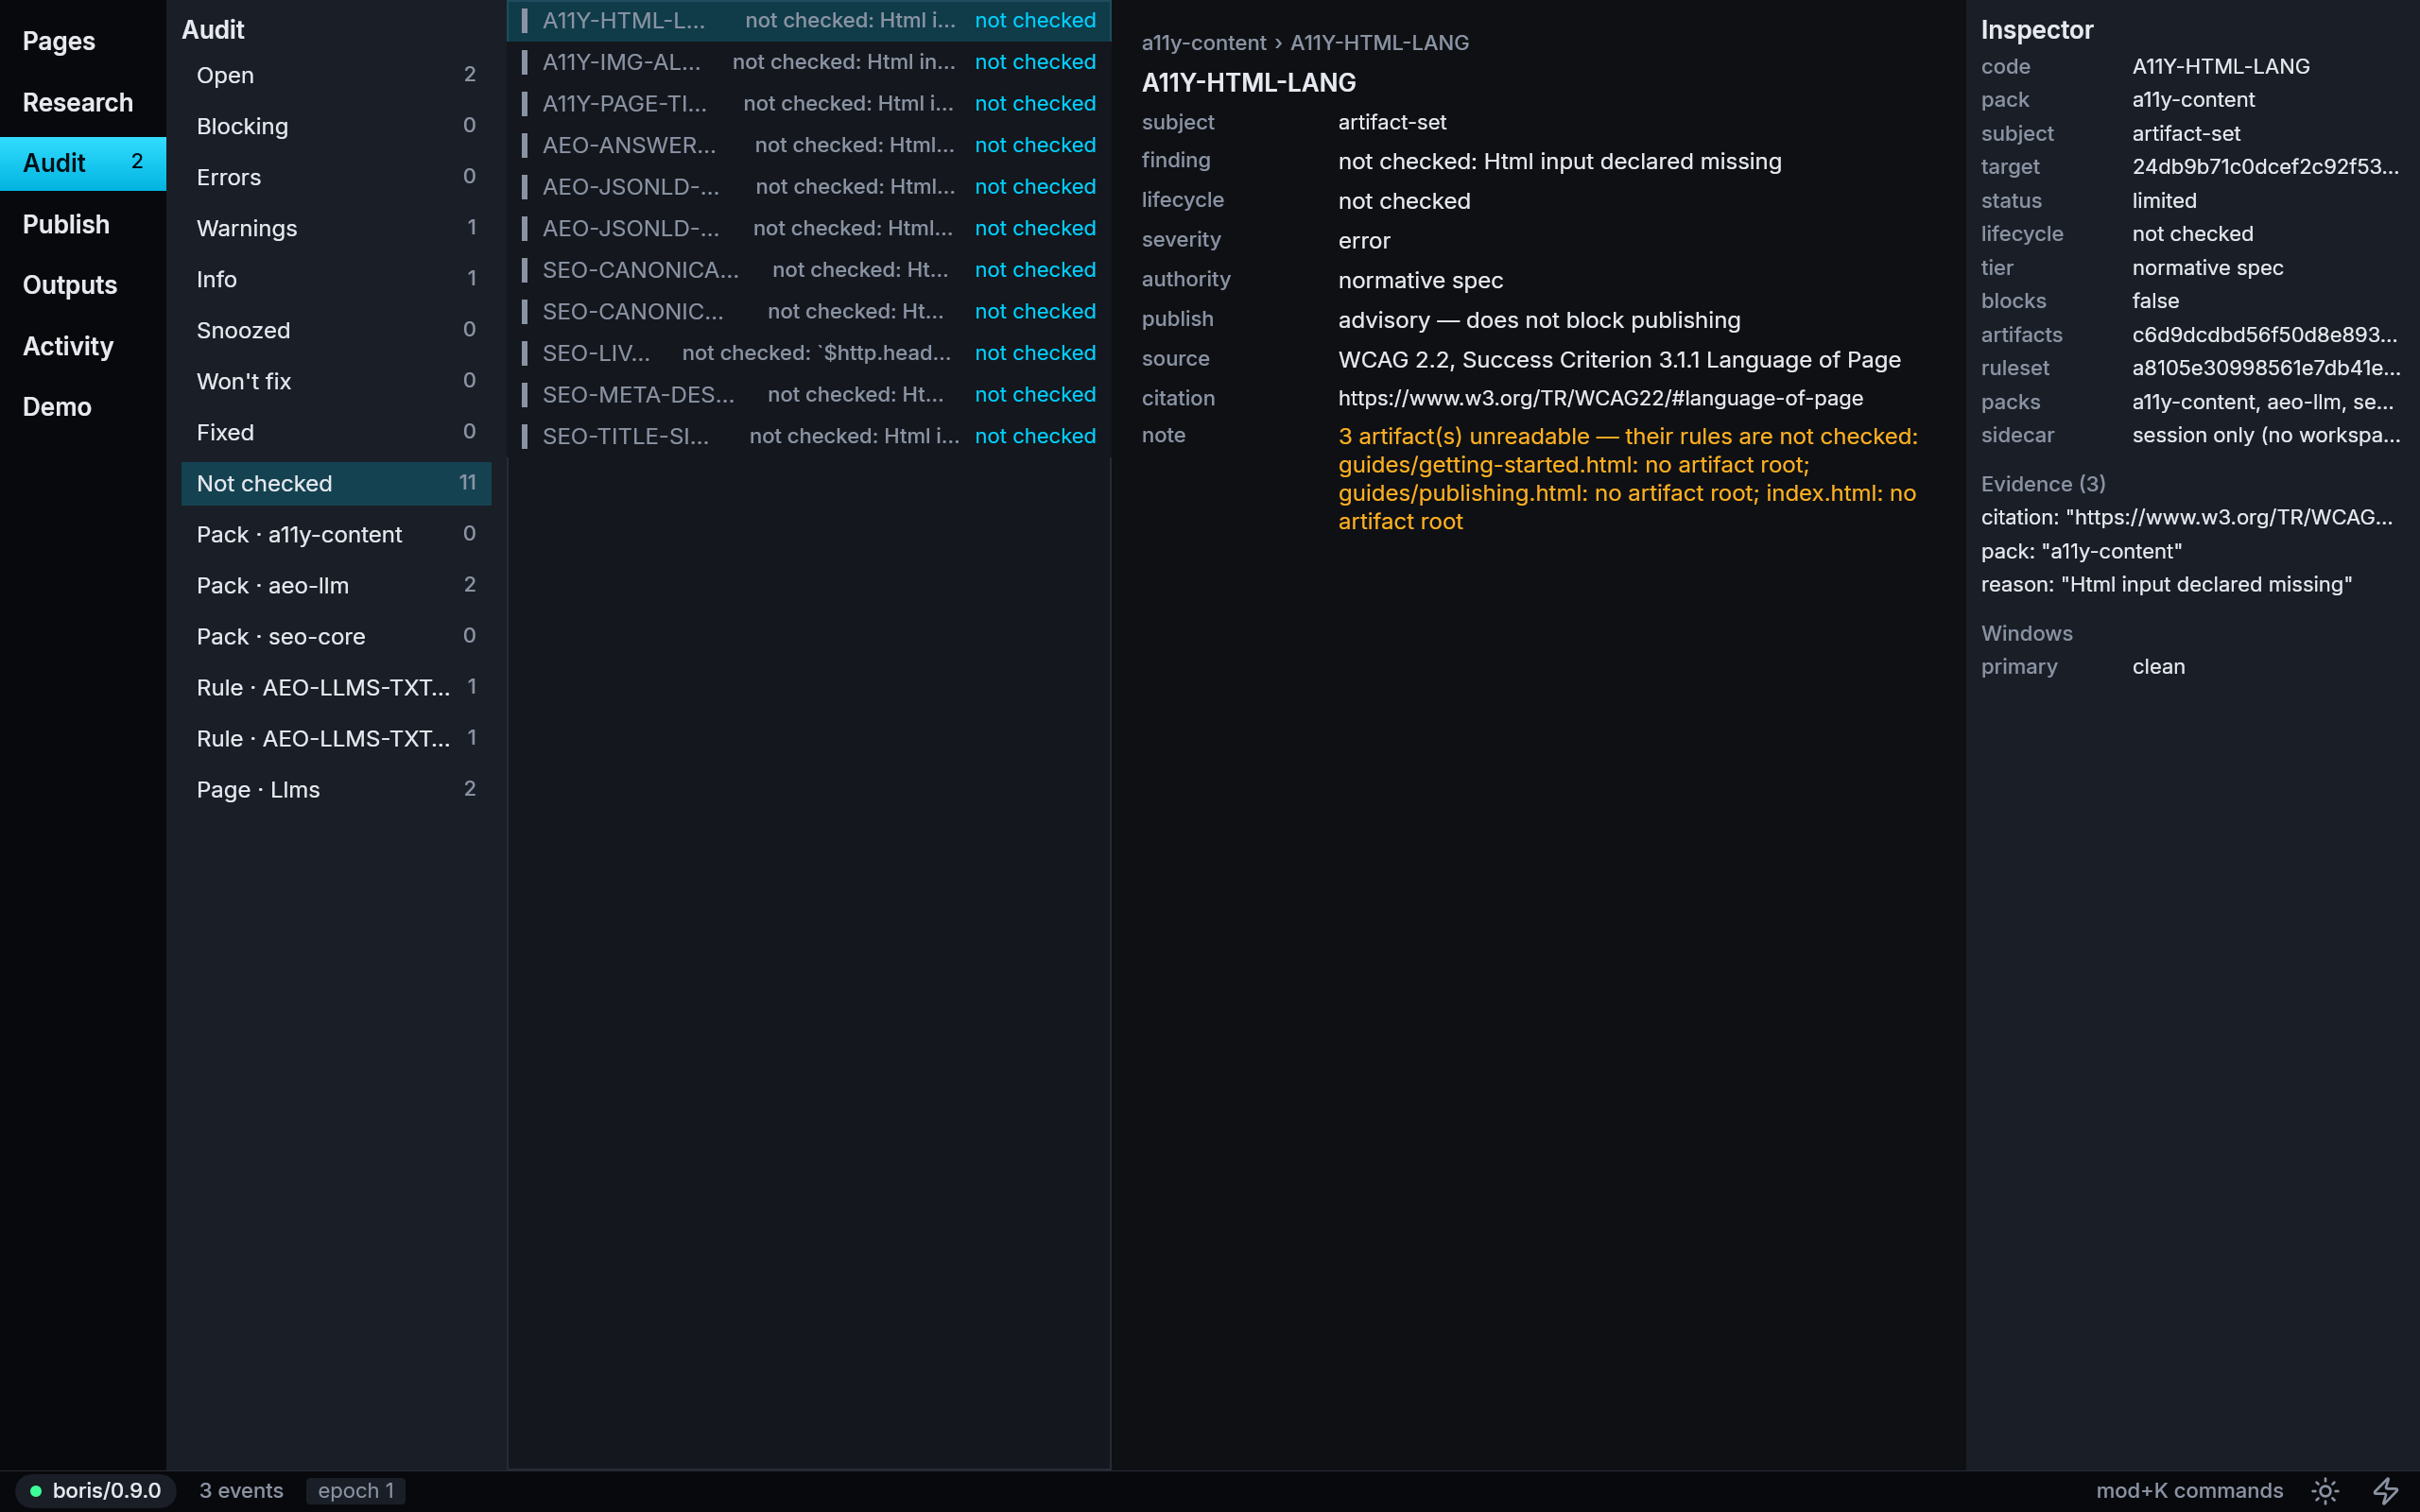 Pages
Research
Audit 2
Publish
Outputs
Activity
Demo
Audit
Open 2
Blocking 0
Errors 0
Warnings 1
Info 1
Snoozed 0
Won't fix 0
Fixed 0
Not checked 11
Pack · a11y-content 0
Pack · aeo-llm 2
Pack · seo-core 0
Rule · AEO-LLMS-TXT... 1
Rule · AEO-LLMS-TXT... 1
Page · Llms 2
A11Y-HTML-L... not checked: Html i... not checked
A11Y-IMG-AL... not checked: Html in... not checked
A11Y-PAGE-TI... not checked: Html i... not checked
AEO-ANSWER... not checked: Html... not checked
AEO-JSONLD-... not checked: Html... not checked
AEO-JSONLD-... not checked: Html... not checked
SEO-CANONICA... not checked: Ht... not checked
SEO-CANONIC... not checked: Ht... not checked
SEO-LIV... not checked: `$http.head... not checked
SEO-META-DES... not checked: Ht... not checked
SEO-TITLE-SI... not checked: Html i... not checked
a11y-content › A11Y-HTML-LANG
A11Y-HTML-LANG
subject artifact-set
finding not checked: Html input declared missing
lifecycle not checked
severity error
authority normative spec
publish advisory — does not block publishing
source WCAG 2.2, Success Criterion 3.1.1 Language of Page
citation https://www.w3.org/TR/WCAG22/#language-of-page
note 3 artifact(s) unreadable — their rules are not checked:
guides/getting-started.html: no artifact root;
guides/publishing.html: no artifact root; index.html: no
artifact root
Inspector
code A11Y-HTML-LANG
pack a11y-content
subject artifact-set
target 24db9b71c0dcef2c92f53...
status limited
lifecycle not checked
tier normative spec
blocks false
artifacts c6d9dcdbd56f50d8e893...
ruleset a8105e30998561e7db41e...
packs a11y-content, aeo-llm, se...
sidecar session only (no workspa...
Evidence (3)
citation: "https://www.w3.org/TR/WCAG...
pack: "a11y-content"
reason: "Html input declared missing"
Windows
primary clean
boris/0.9.0 3 events epoch 1 mod+K commands